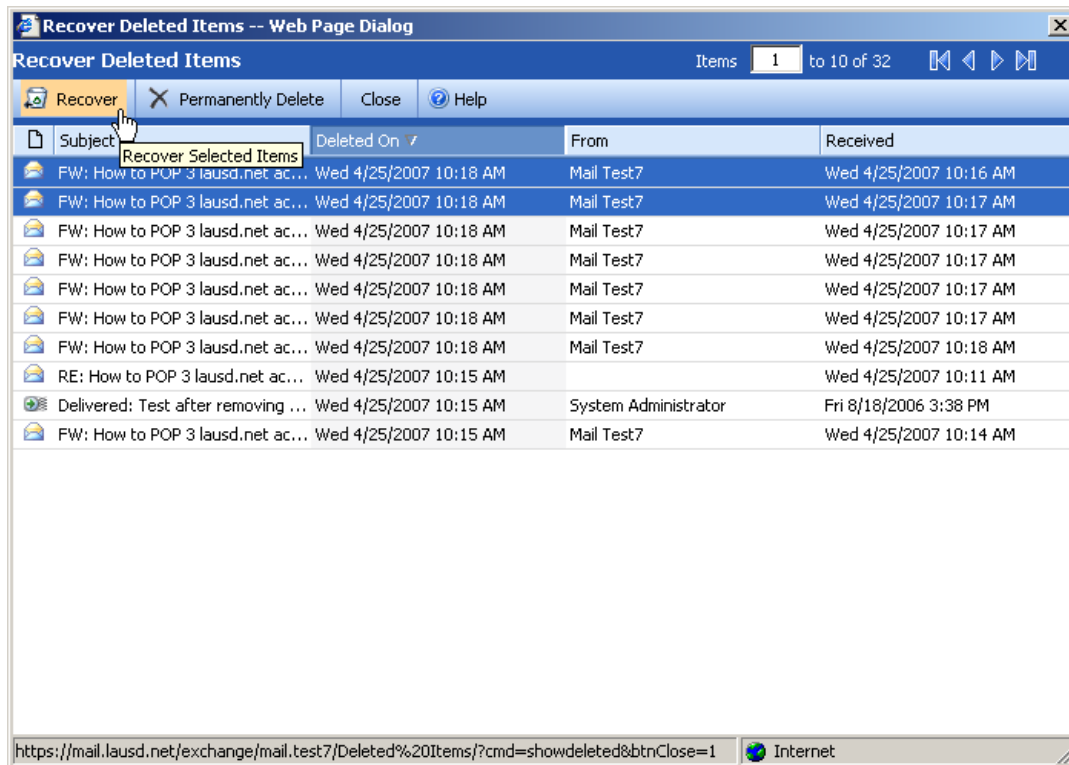 Recover Deleted Items -- Web Page Dialog
Recover Deleted Items Items 1 to 10 of 32
Recover Permanently Delete Close Help
Subject Deleted On From Received
Recover Selected Items
FW: How to POP 3 lausd.net ac... Wed 4/25/2007 10:18 AM Mail Test7 Wed 4/25/2007 10:16 AM
FW: How to POP 3 lausd.net ac... Wed 4/25/2007 10:18 AM Mail Test7 Wed 4/25/2007 10:17 AM
FW: How to POP 3 lausd.net ac... Wed 4/25/2007 10:18 AM Mail Test7 Wed 4/25/2007 10:17 AM
FW: How to POP 3 lausd.net ac... Wed 4/25/2007 10:18 AM Mail Test7 Wed 4/25/2007 10:17 AM
FW: How to POP 3 lausd.net ac... Wed 4/25/2007 10:18 AM Mail Test7 Wed 4/25/2007 10:17 AM
FW: How to POP 3 lausd.net ac... Wed 4/25/2007 10:18 AM Mail Test7 Wed 4/25/2007 10:17 AM
FW: How to POP 3 lausd.net ac... Wed 4/25/2007 10:18 AM Mail Test7 Wed 4/25/2007 10:18 AM
RE: How to POP 3 lausd.net ac... Wed 4/25/2007 10:15 AM Wed 4/25/2007 10:11 AM
Delivered: Test after removing ... Wed 4/25/2007 10:15 AM System Administrator Fri 8/18/2006 3:38 PM
FW: How to POP 3 lausd.net ac... Wed 4/25/2007 10:15 AM Mail Test7 Wed 4/25/2007 10:14 AM
https://mail.lausd.net/exchange/mail.test7/Deleted%20Items/?cmd=showdeleted&btnClose=1 Internet